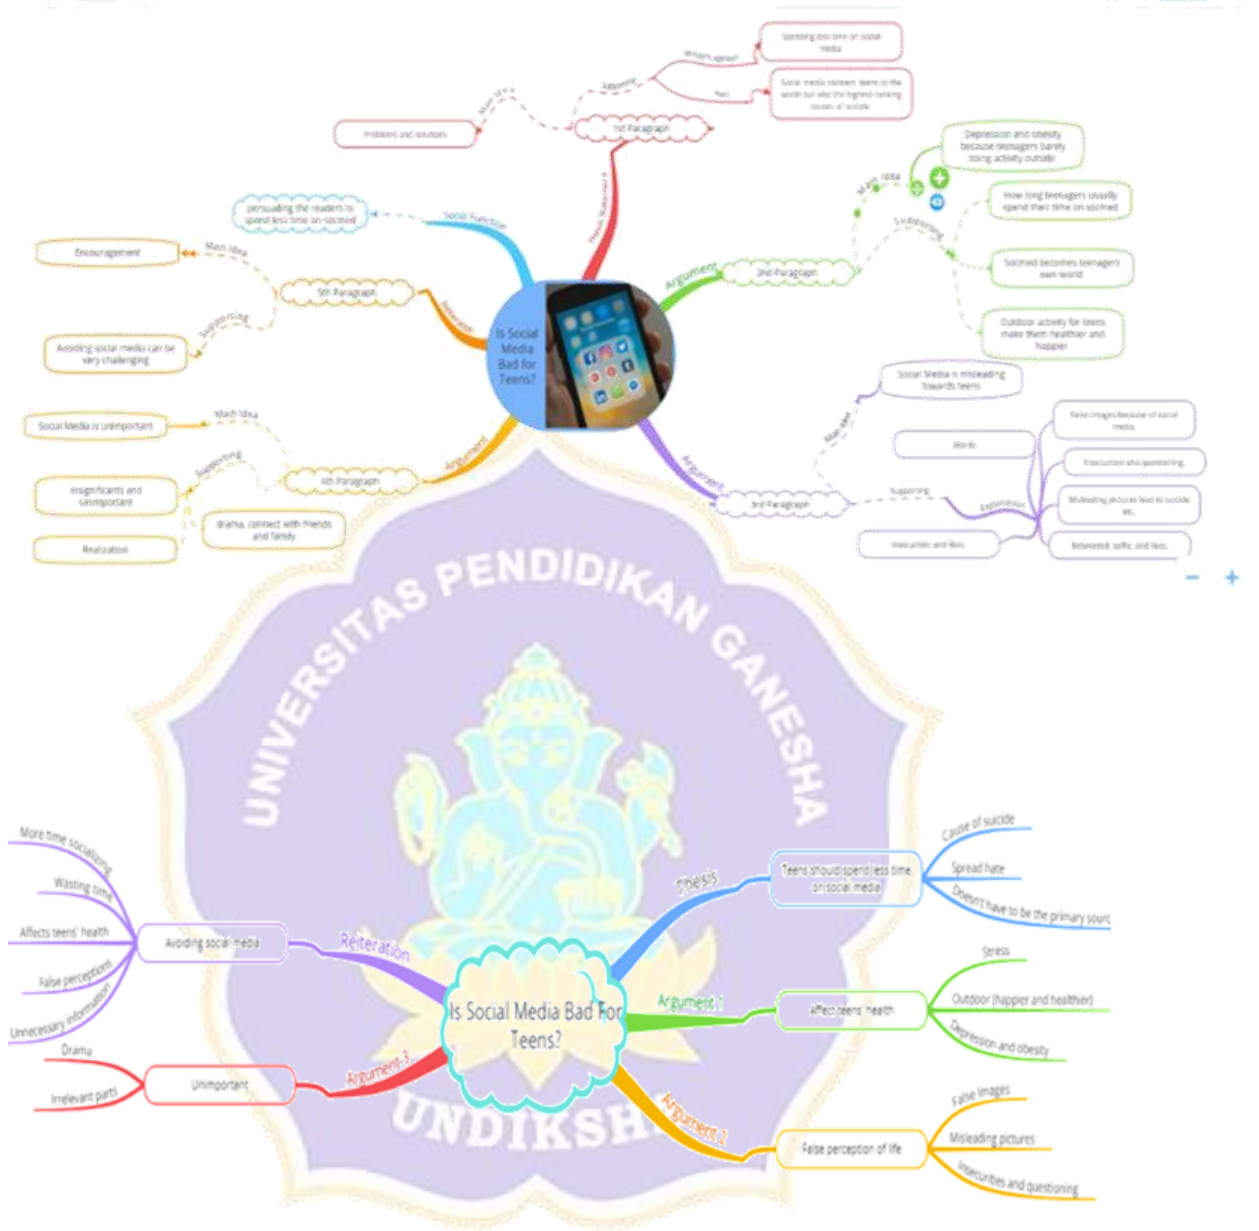 Spending less time on social
media
Writer's opinion
Supporting
Fact
Social media connect teens to the
world but also the highest-ranking
causes of suicide
Main Idea
Problems and solutions
1st Paragraph
Thesis Statement
Depression and obesity
because teenagers barely
doing activity outside
Main Idea
How long teenagers usually
spend their time on socmed
Supporting
Socmed becomes teenagers
own world
Outdoor activity for teens
make them healthier and
happier
2nd Paragraph
Argument
persuading the readers to
spend less time on socmed
Social Function
Encouragement
Main Idea
5th Paragraph
Supporting
Avoiding social media can be
very challenging
Is Social
Media
Bad for
Teens?
Social Media is misleading
towards teens
Main Idea
Social Media is unimportant
Main Idea
Argument
Supporting
4th Paragraph
Insignificants and
unimportant
drama, connect with friends
and family.
Realization
Argument
3rd Paragraph
Supporting
Explanation
Fake images because of social
media.
Words
Insecurities and questioning.
Misleading pictures lead to suicide
etc.
Insecurities and likes
Retweeted, selfie, and likes.
UNIVERSITAS PENDIDIKAN GANESHA
UNDIKSHA
Is Social Media Bad For
Teens?
Thesis
Teens should spend less time
on social media
Cause of suicide
Spread hate
Doesn't have to be the primary sourc
Argument 1
Affect teens' health
Stress
Outdoor (happier and healthier)
Depression and obesity
Argument 2
False perception of life
False images
Misleading pictures
Insecurities and questioning
Argument 3
Unimportant
Drama
Irrelevant parts
Reiteration
Avoiding social media
More time socializing
Wasting time
Affects teens' health
False perceptions
Unnecessary information